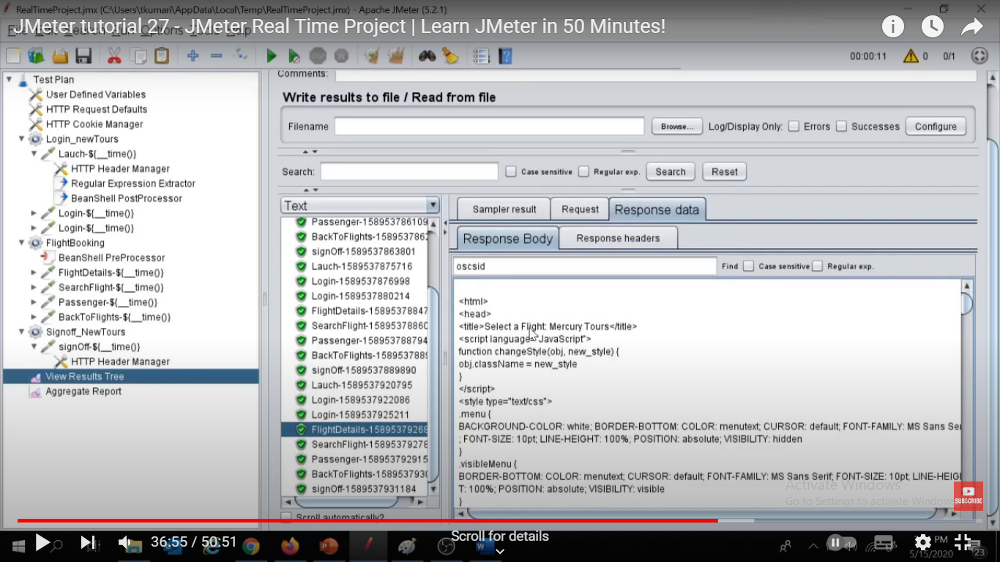 RealTimeProject.jmx (C:\Users\tkumari\AppData\Local\Temp\RealTimeProject.jmx) - Apache JMeter (5.2.1)
JMeter tutorial 27 - JMeter Real Time Project | Learn JMeter in 50 Minutes!
00:00:11
0
0/1
Test Plan
User Defined Variables
HTTP Request Defaults
HTTP Cookie Manager
Login_newTours
Lauch-${__time()}
HTTP Header Manager
Regular Expression Extractor
BeanShell PostProcessor
Login-${__time()}
Login-${__time()}
FlightBooking
BeanShell PreProcessor
FlightDetails-${__time()}
SearchFlight-${__time()}
Passenger-${__time()}
BackToFlights-${__time()}
Signoff_NewTours
signOff-${__time()}
HTTP Header Manager
View Results Tree
Aggregate Report
Comments:
Write results to file / Read from file
Filename
Browse...
Log/Display Only:
Errors
Successes
Configure
Search:
Case sensitive
Regular exp.
Search
Reset
Text
Passenger-158953786109
BackToFlights-158953786
signOff-1589537863801
Lauch-1589537875716
Login-1589537876998
Login-1589537880214
FlightDetails-1589537884
SearchFlight-1589537886
Passenger-158953788794
BackToFlights-158953788
signOff-1589537889890
Lauch-1589537920795
Login-1589537922086
Login-1589537925211
FlightDetails-15895379268
SearchFlight-15895379278
Passenger-158953792915
BackToFlights-158953793
signOff-1589537931184
Scroll automatically?
Sampler result
Request
Response data
Response Body
Response headers
oscsid
Find
Case sensitive
Regular exp.
<html>
<head>
<title>Select a Flight: Mercury Tours</title>
<script language="JavaScript">
function changeStyle(obj, new_style) {
obj.className = new_style
}
</script>
<style type="text/css">
.menu {
BACKGROUND-COLOR: white; BORDER-BOTTOM: COLOR: menutext; CURSOR: default; FONT-FAMILY: MS Sans Ser
; FONT-SIZE: 10pt; LINE-HEIGHT: 100%; POSITION: absolute; VISIBILITY: hidden
}
.visibleMenu {
BORDER-BOTTOM: COLOR: menutext; CURSOR: default; FONT-FAMILY: MS Sans Serif; FONT-SIZE: 10pt; LINE-HEIGH
T: 100%; POSITION: absolute; VISIBILITY: visible
}
Activate Windows
Go to Settings to activate Windows
SUBSCRIBE
36:55 / 50:51
Scroll for details
PM
5/15/2020
23